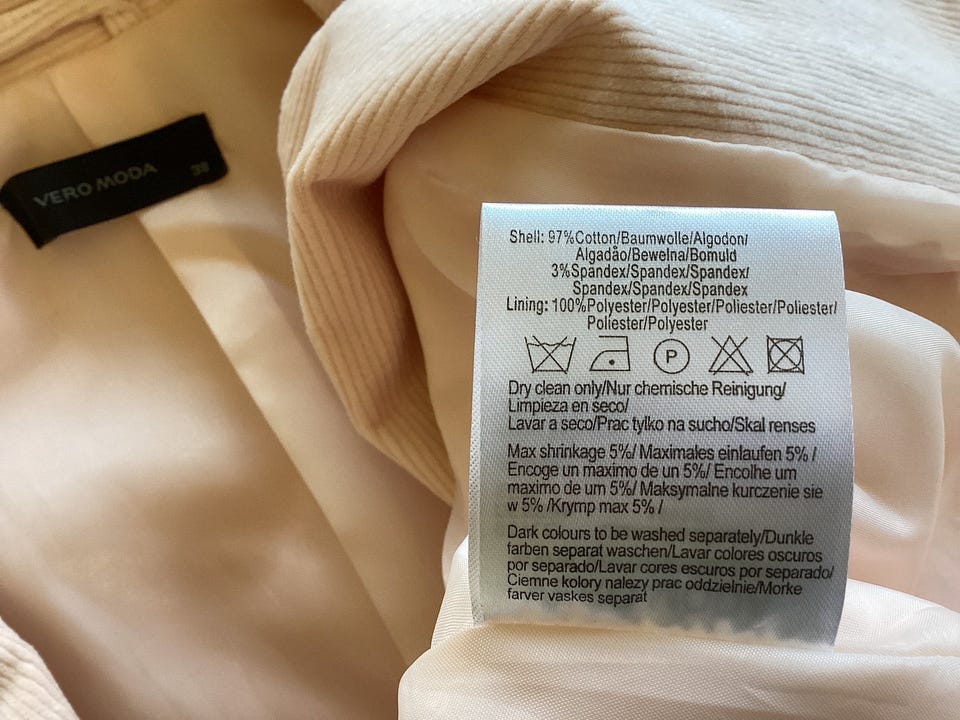 VERO MODA
38
Shell: 97%Cotton/Baumwolle/Algodon/
Algadåo/Bewelna/Bomuld
3%Spandex/Spandex/Spandex/
Spandex/Spandex/Spandex
Lining: 100%Polyester/Polyester/Poliester/Poliester/
Poliester/Polyester
P
Dry clean only/Nur chemische Reinigung/
Limpieza en seco/
Lavar a seco/Prac tylko na sucho/Skal renses
Max shrinkage 5%/ Maximales einlaufen 5% /
Encoge un maximo de un 5%/ Encolhe um
maximo de um 5%/ Maksymalne kurczenie sie
w 5% /Krymp max 5% /
Dark colours to be washed separately/Dunkle
farben separat waschen/Lavar colores oscuros
por separado/Lavar cores escuros por separado/
Ciemne kolory nalezy prac oddzielnie/Morke
farver vaskes separat